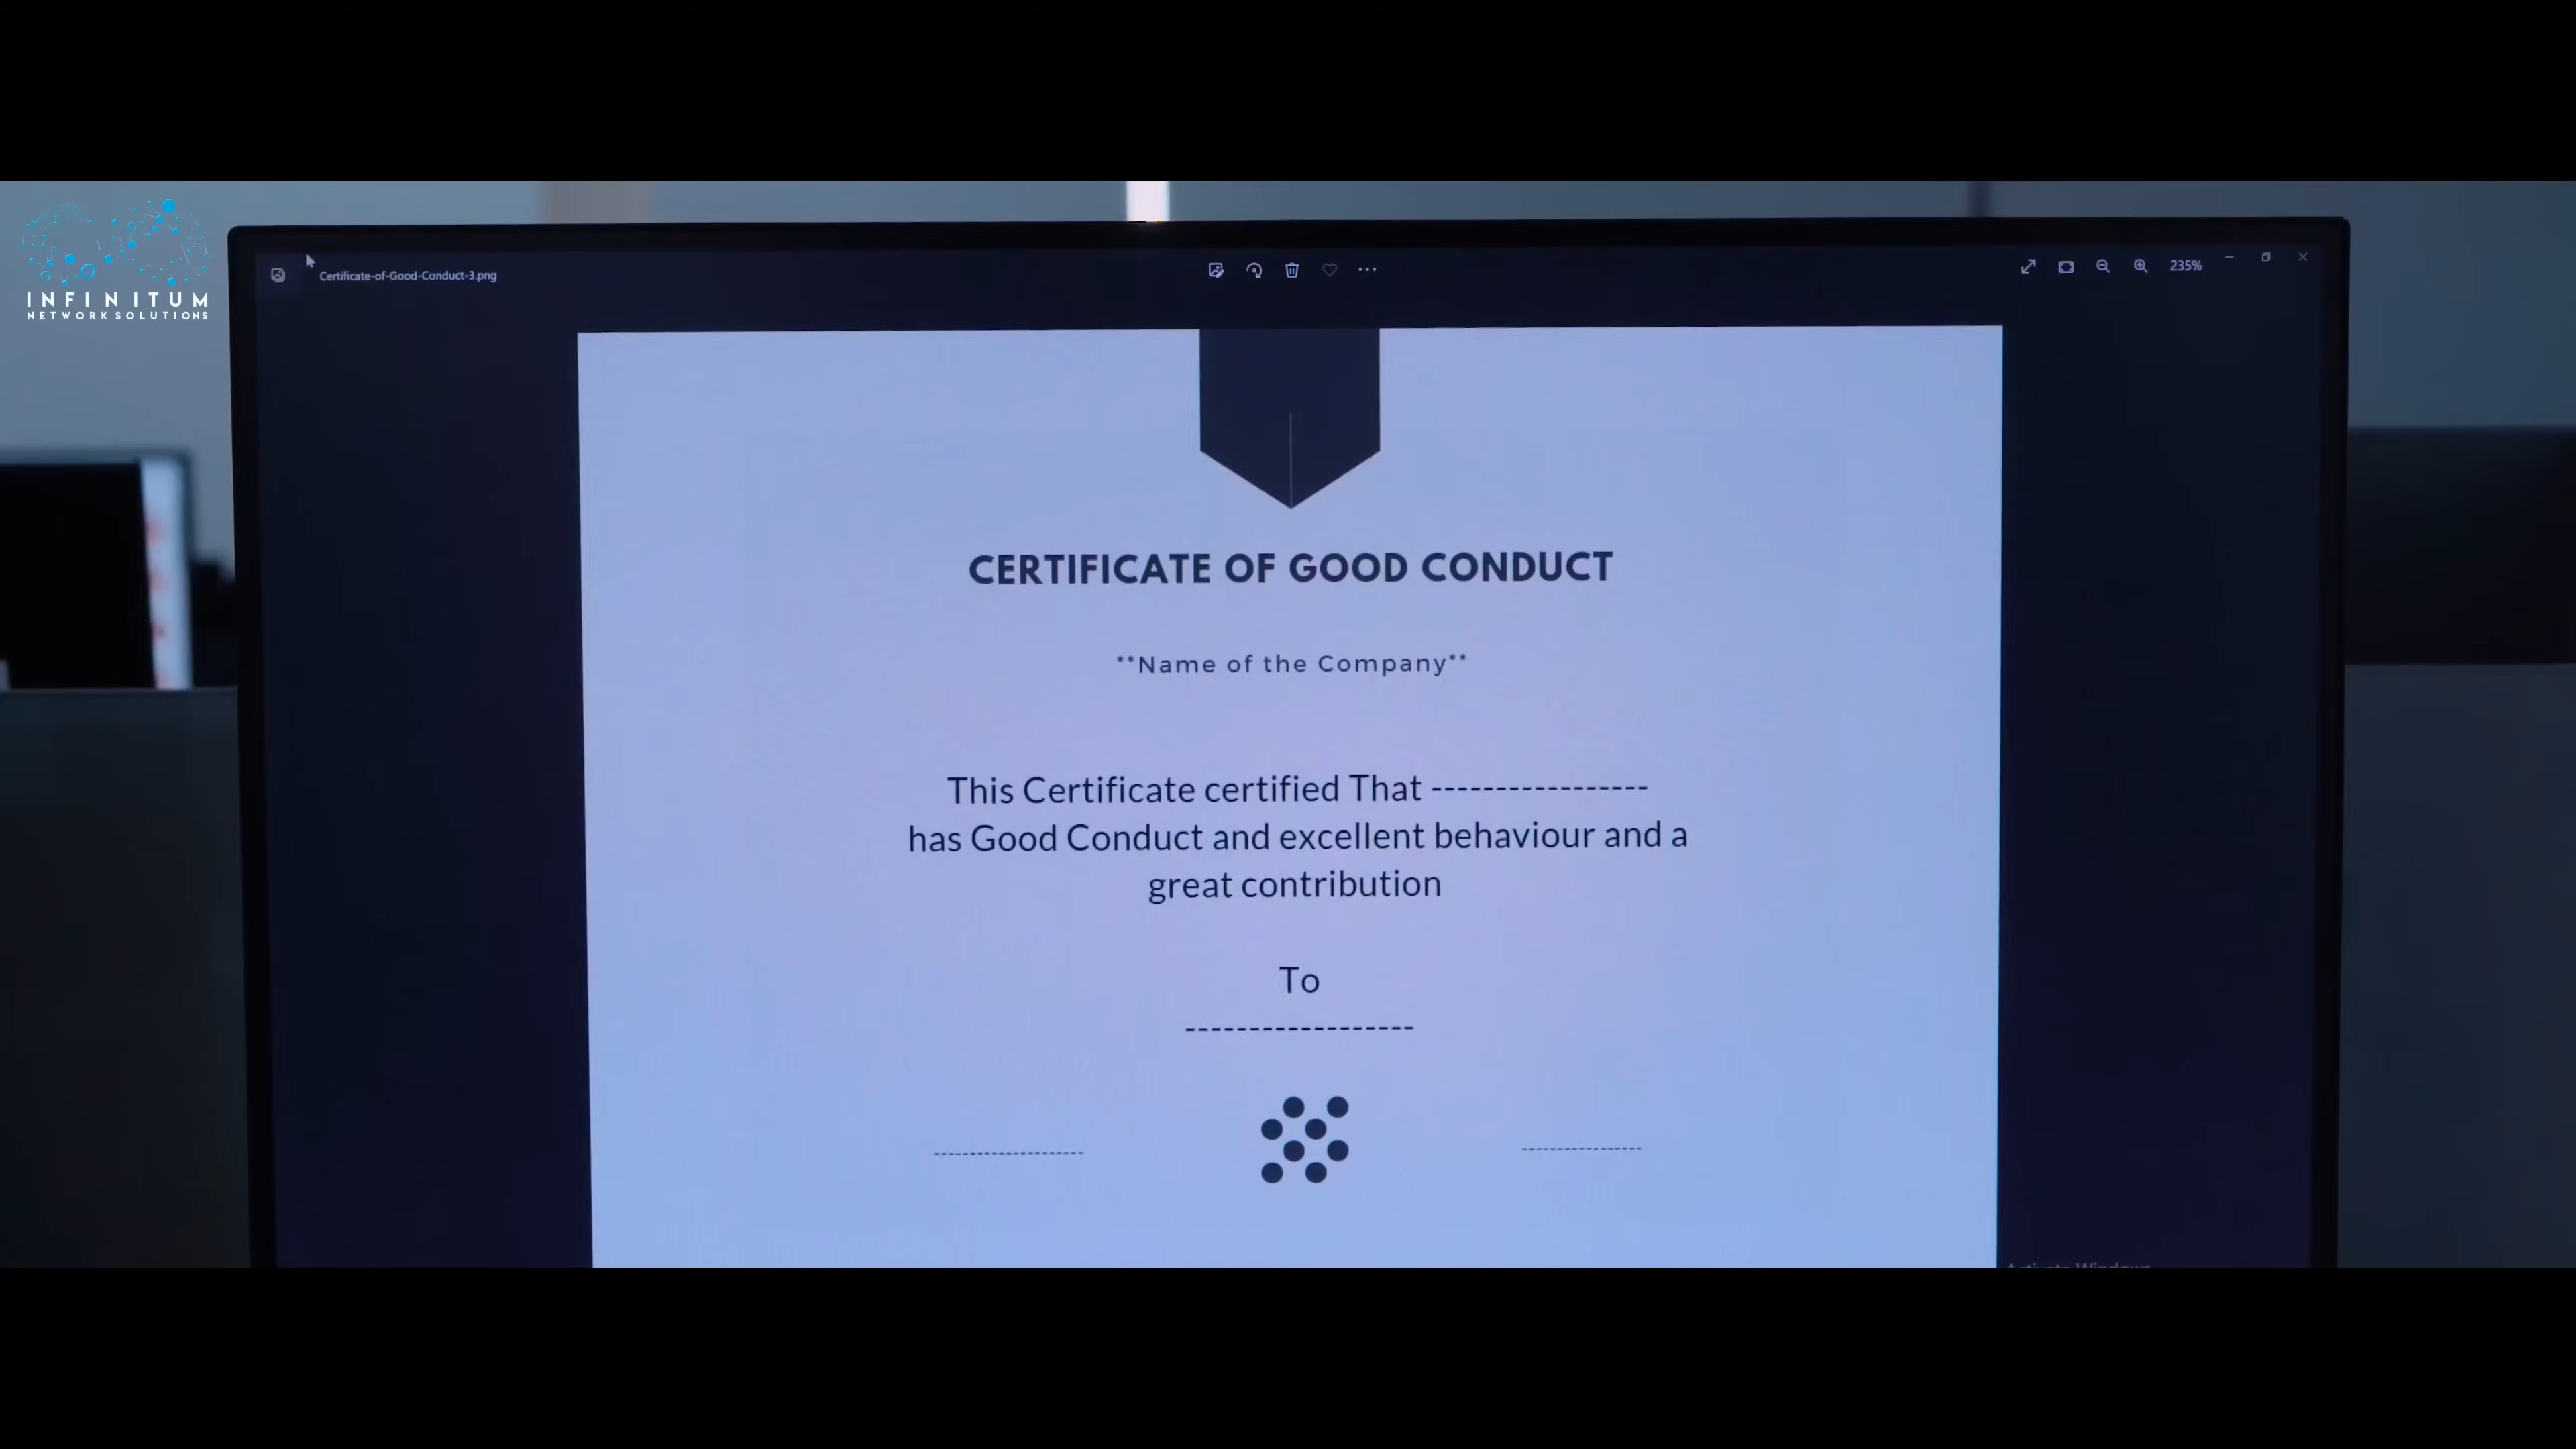 INFINITUM
NETWORK SOLUTIONS
Certificate-of-Good-Conduct-3.png
235%
CERTIFICATE OF GOOD CONDUCT
**Name of the Company**
This Certificate certified That -----------------
has Good Conduct and excellent behaviour and a
great contribution
To
------------------